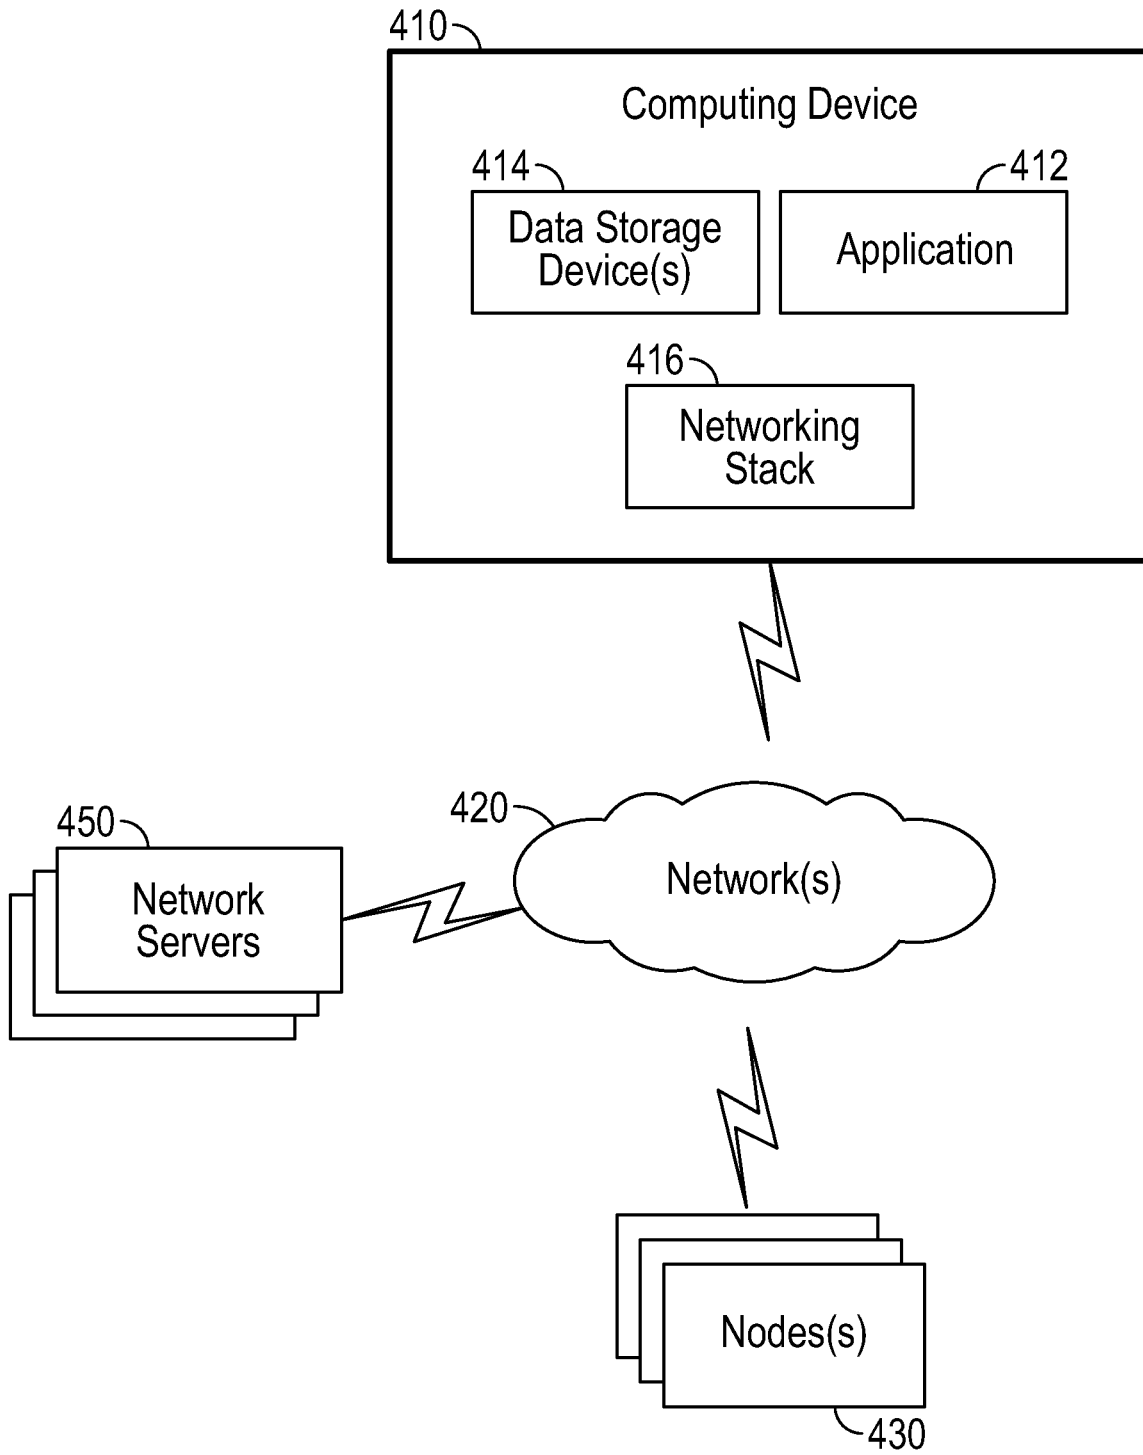 410
Computing Device
414
412
Data Storage
Device(s)
Application
416
Networking
Stack
450
420
Network
Servers
Network(s)
Nodes(s)
430